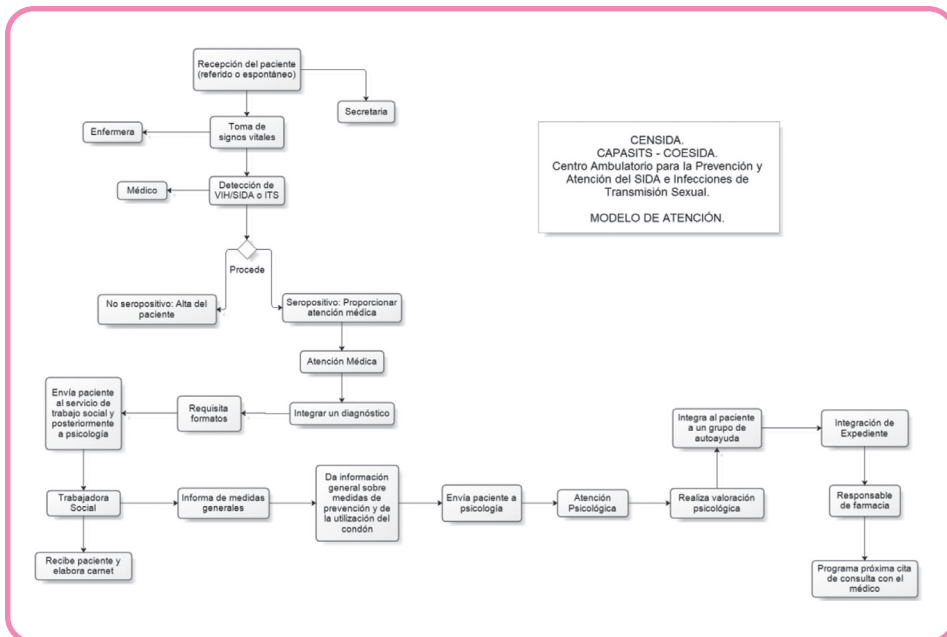 Recepción del paciente
(referido o espontáneo)
Secretaria
Enfermera
Toma de
signos vitales
CENSIDA.
CAPASITS - COESIDA.
Centro Ambulatorio para la Prevención y
Atención del SIDA e Infecciones de
Transmisión Sexual.
MODELO DE ATENCIÓN.
Médico
Detección de
VIH/SIDA o ITS
Procede
No seropositivo: Alta del
paciente
Seropositivo: Proporcionar
atención médica
Atención Médica
Integrar un diagnóstico
Requisita
formatos
Envía paciente
al servicio de
trabajo social y
posteriormente
a psicología
Trabajadora
Social
Recibe paciente y
elabora carnet
Informa de medidas
generales
Da información
general sobre
medidas de
prevención y de
la utilización del
condón
Envía paciente a
psicología
Atención
Psicológica
Realiza valoración
psicológica
Integra al paciente
a un grupo de
autoayuda
Integración de
Expediente
Responsable
de farmacia
Programa próxima cita
de consulta con el
médico